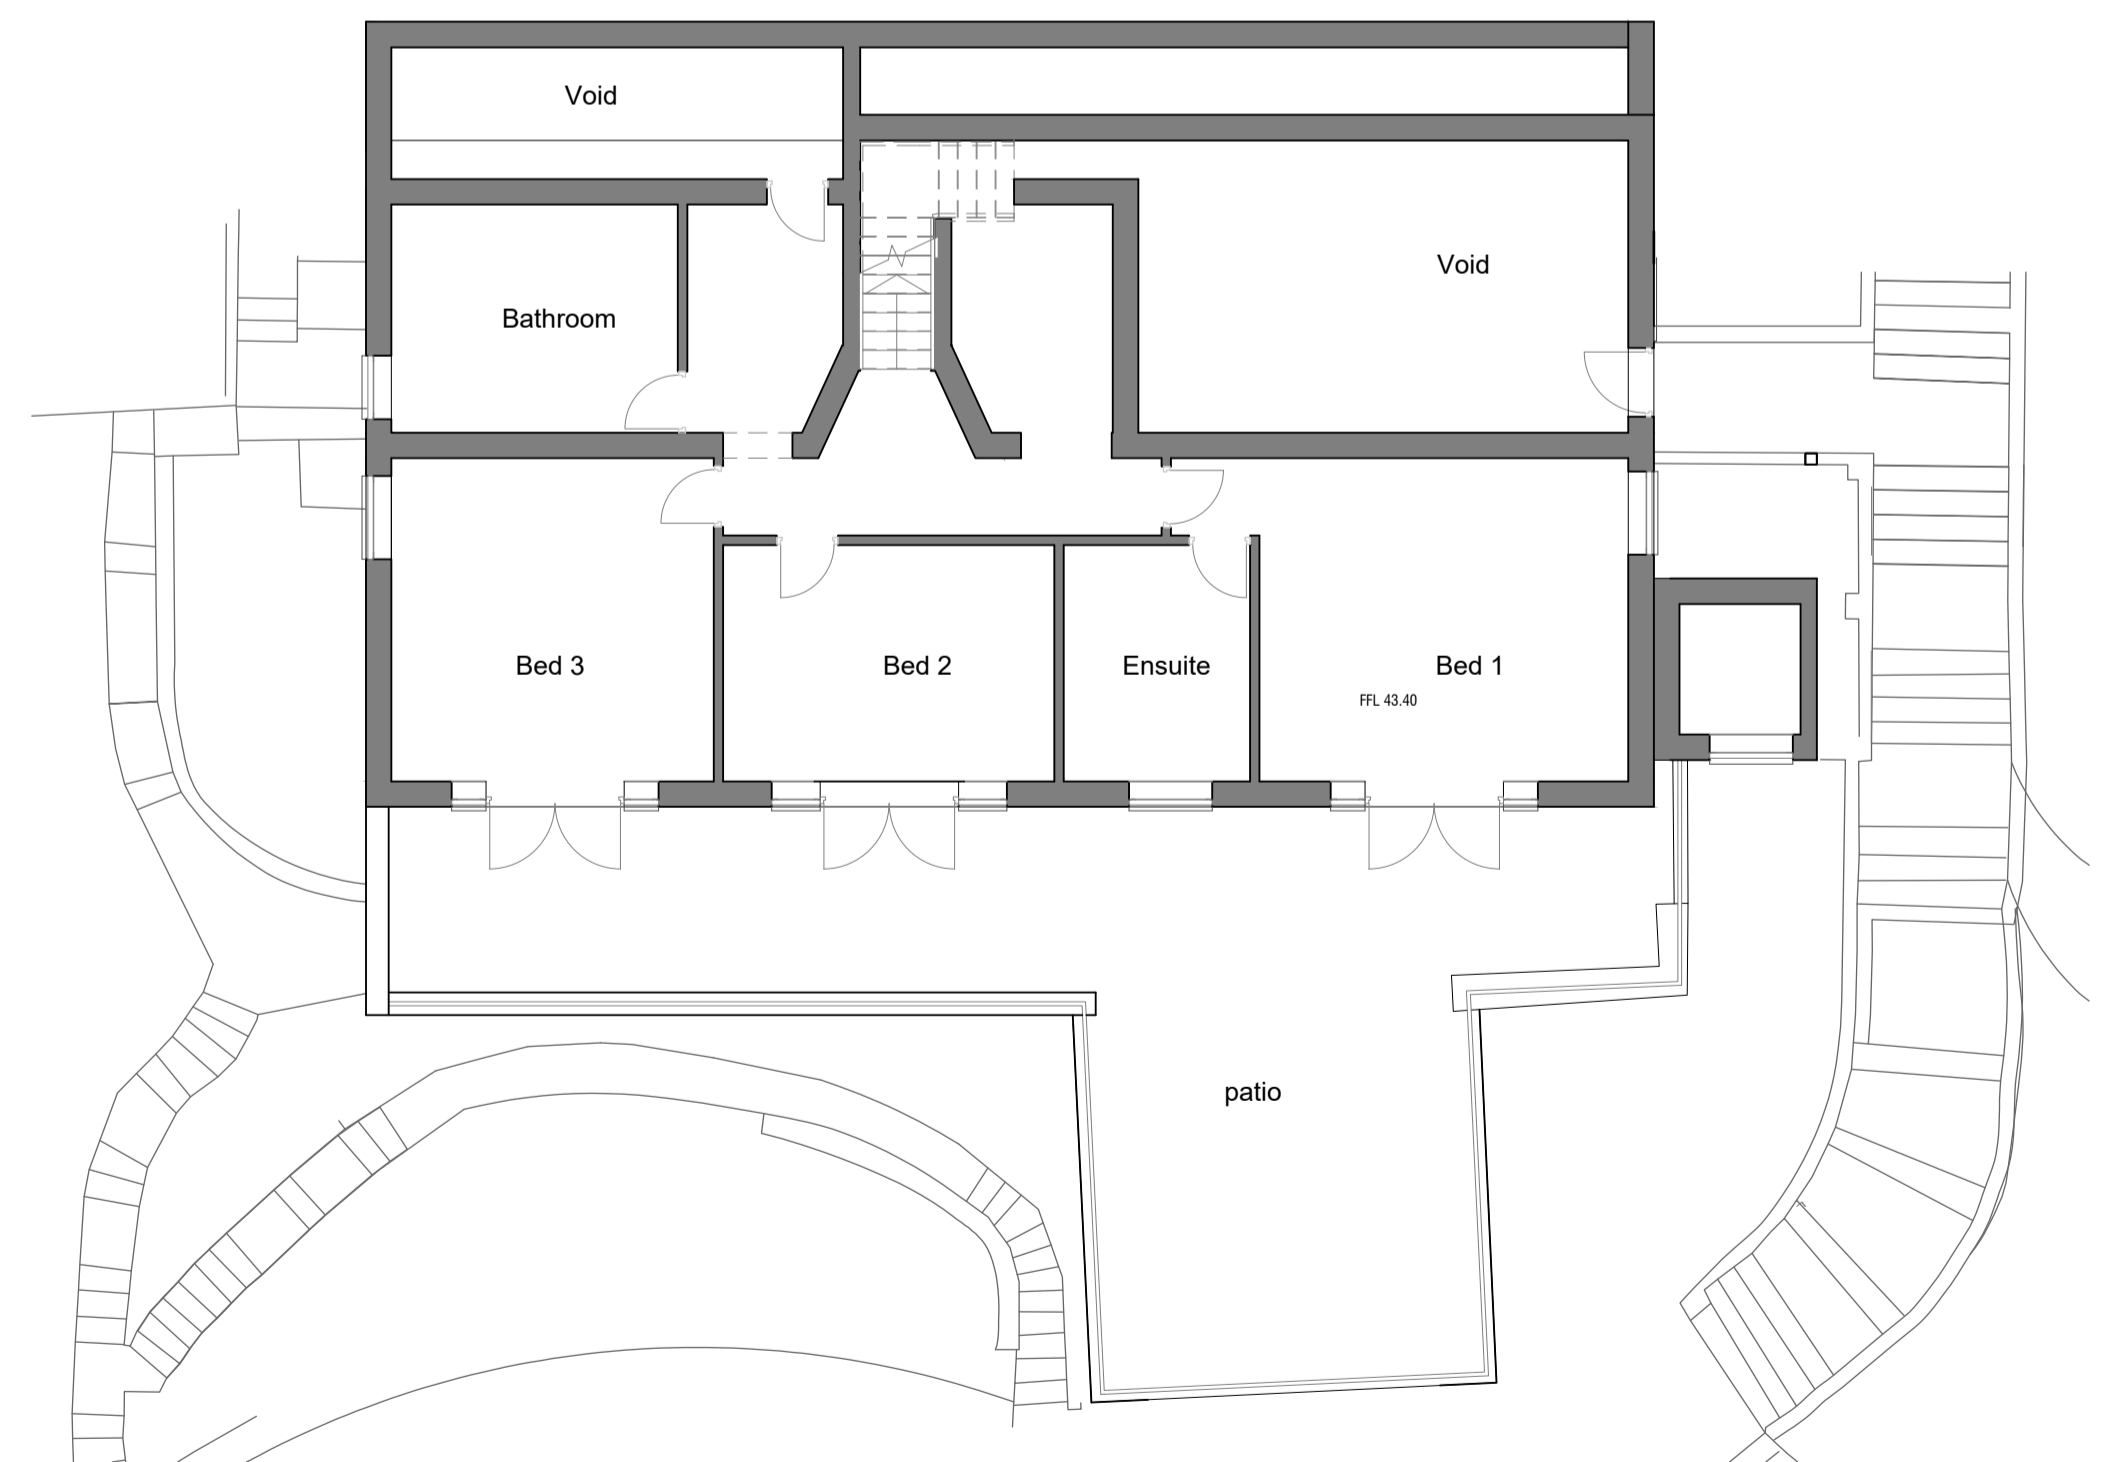 Void
Void
Bathroom
Bed 3
Bed 2
Ensuite
Bed 1
FFL 43.40
patio